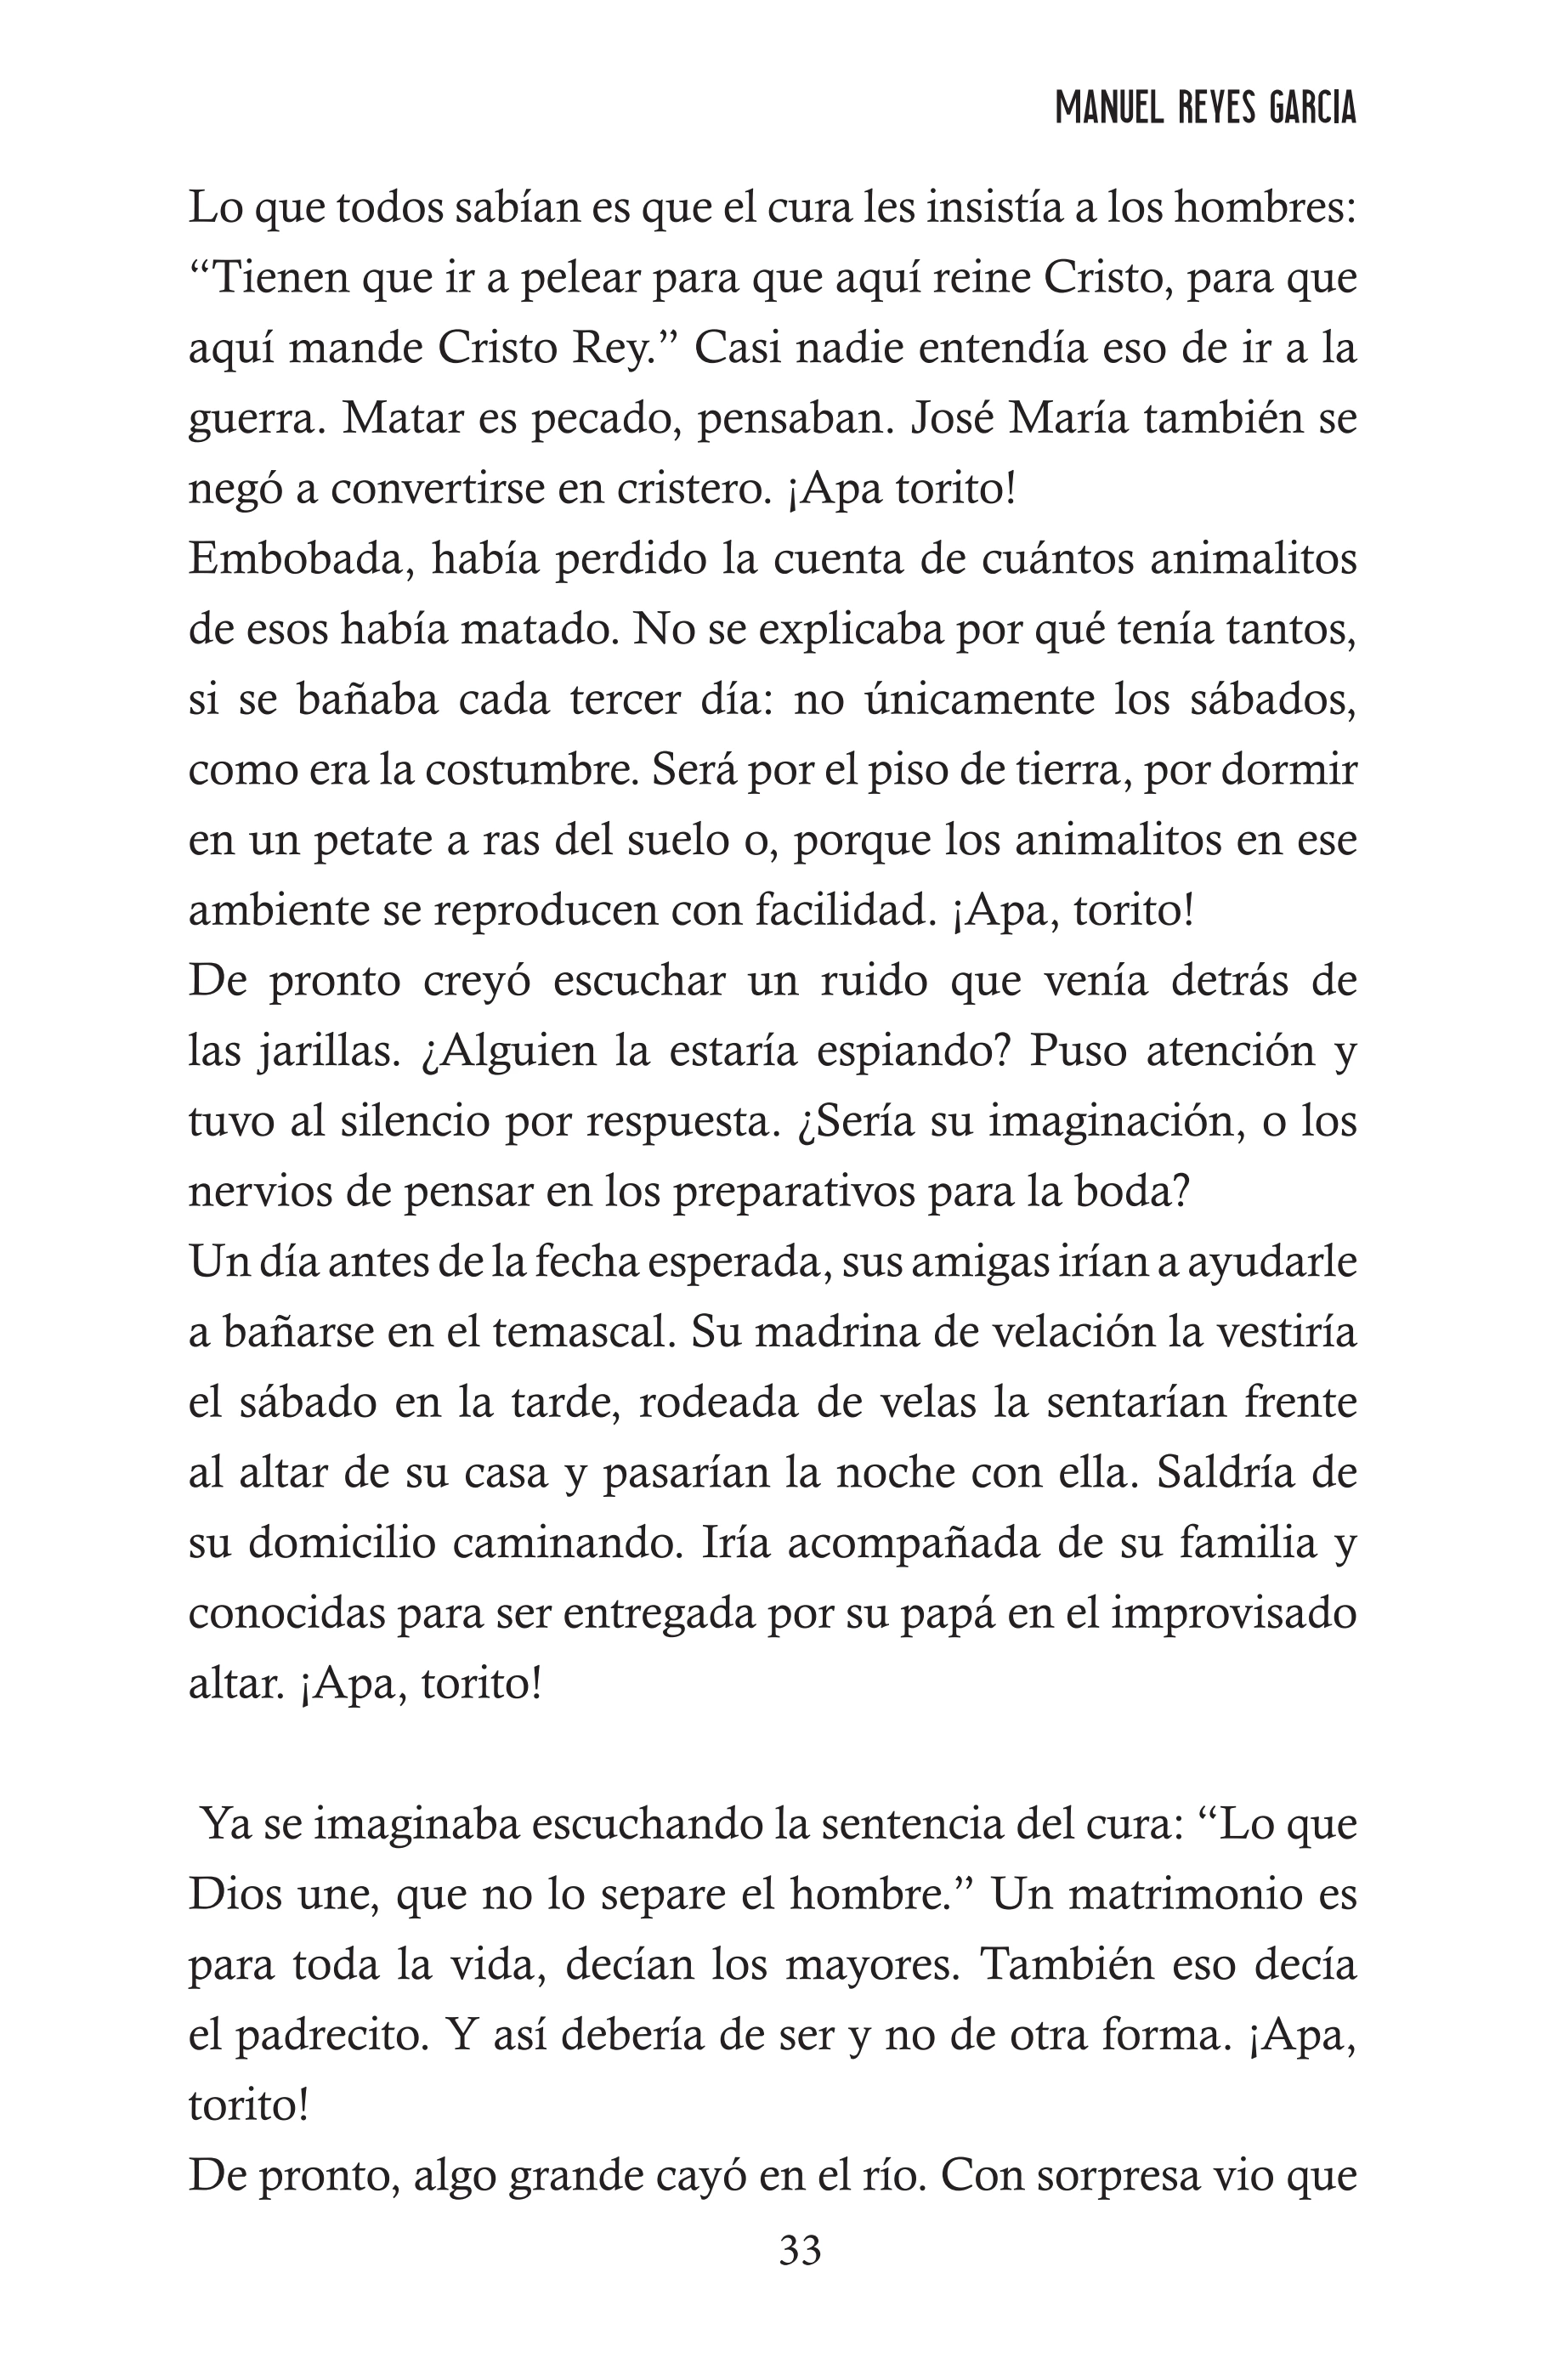 MANUEL REYES GARCIA
Lo que todos sabían es que el cura les insistía a los hombres:
“Tienen que ir a pelear para que aquí reine Cristo, para que
aquí mande Cristo Rey.” Casi nadie entendía eso de ir a la
guerra. Matar es pecado, pensaban. José María también se
negó a convertirse en cristero. ¡Apa torito!
Embobada, había perdido la cuenta de cuántos animalitos
de esos había matado. No se explicaba por qué tenía tantos,
si se bañaba cada tercer día: no únicamente los sábados,
como era la costumbre. Será por el piso de tierra, por dormir
en un petate a ras del suelo o, porque los animalitos en ese
ambiente se reproducen con facilidad. ¡Apa, torito!
De pronto creyó escuchar un ruido que venía detrás de
las jarillas. ¿Alguien la estaría espiando? Puso atención y
tuvo al silencio por respuesta. ¿Sería su imaginación, o los
nervios de pensar en los preparativos para la boda?
Un día antes de la fecha esperada, sus amigas irían a ayudarle
a bañarse en el temascal. Su madrina de velación la vestiría
el sábado en la tarde, rodeada de velas la sentarían frente
al altar de su casa y pasarían la noche con ella. Saldría de
su domicilio caminando. Iría acompañada de su familia y
conocidas para ser entregada por su papá en el improvisado
altar. ¡Apa, torito!
Ya se imaginaba escuchando la sentencia del cura: “Lo que
Dios une, que no lo separe el hombre.” Un matrimonio es
para toda la vida, decían los mayores. También eso decía
el padrecito. Y así debería de ser y no de otra forma. ¡Apa,
torito!
De pronto, algo grande cayó en el río. Con sorpresa vio que
33